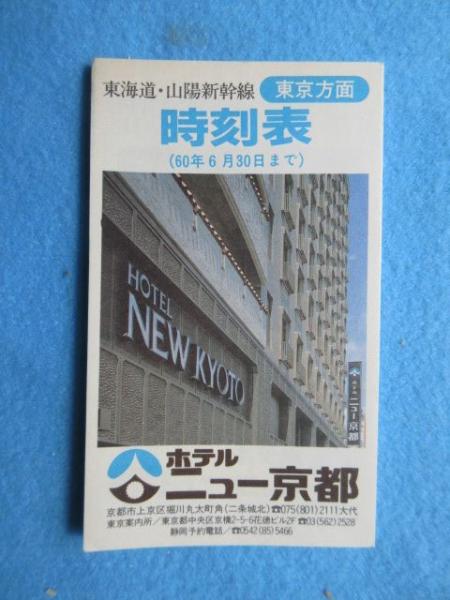 東海道・山陽新幹線 東京方面
時刻表
(60年6月30日まで)
HOTEL
NEW KYOTO
ホテル
ニュー京都
ホテル
ニュー京都
京都市上京区堀川丸太町角(二条城北)☎075(801)2111大代
東京案内所/東京都中央区京橋2-5-6花徳ビル2F ☎03(562)2528
静岡予約電話/☎0542(085)5466